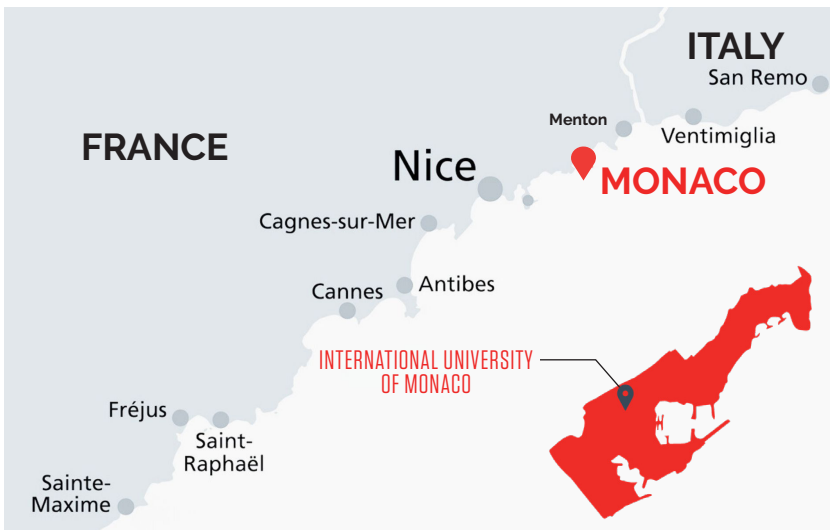 ITALY
San Remo
Menton
Ventimiglia
FRANCE
Nice
MONACO
Cagnes-sur-Mer
Antibes
Cannes
INTERNATIONAL UNIVERSITY
OF MONACO
Fréjus
Saint-
Raphaël
Sainte-
Maxime